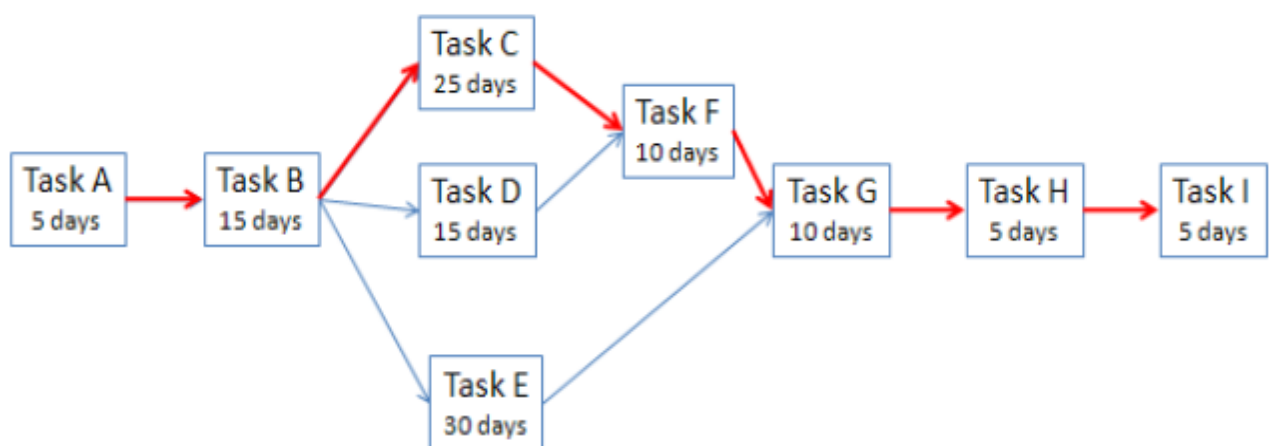 Task A
5 days
Task B
15 days
Task C
25 days
Task D
15 days
Task E
30 days
Task F
10 days
Task G
10 days
Task H
5 days
Task I
5 days